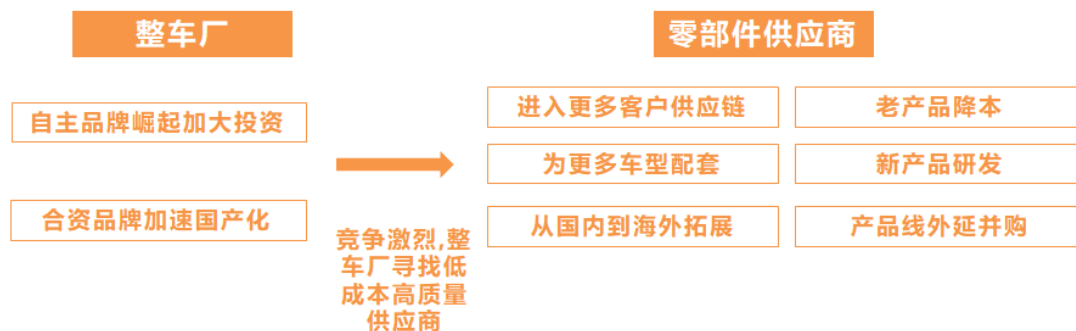 整车厂
零部件供应商
自主品牌崛起加大投资
合资品牌加速国产化
竞争激烈,整
车厂寻找低
成本高质量
供应商
进入更多客户供应链
老产品降本
为更多车型配套
新产品研发
从国内到海外拓展
产品线外延并购